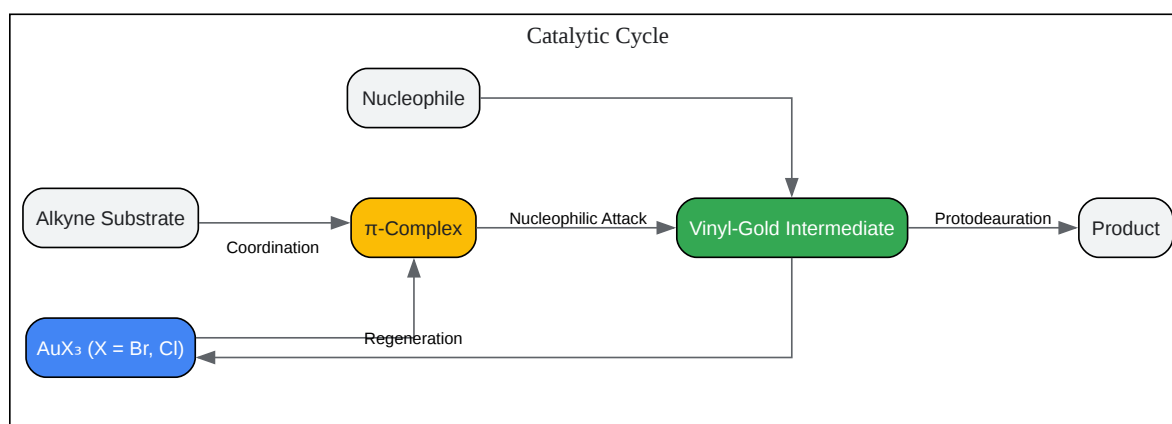 Catalytic Cycle
Nucleophile
Alkyne Substrate
Coordination
π-Complex
Nucleophilic Attack
Vinyl-Gold Intermediate
Protodeauration
Product
AuX₃ (X = Br, Cl)
Regeneration